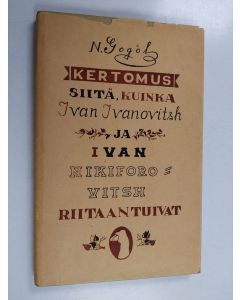 N. Gogol
KERTOMUS
SIITÄ, KUINKA
Ivan Ivanovitsh
JA
IVAN
NIKIFORO=
VITSH
RIITAANTUIVAT